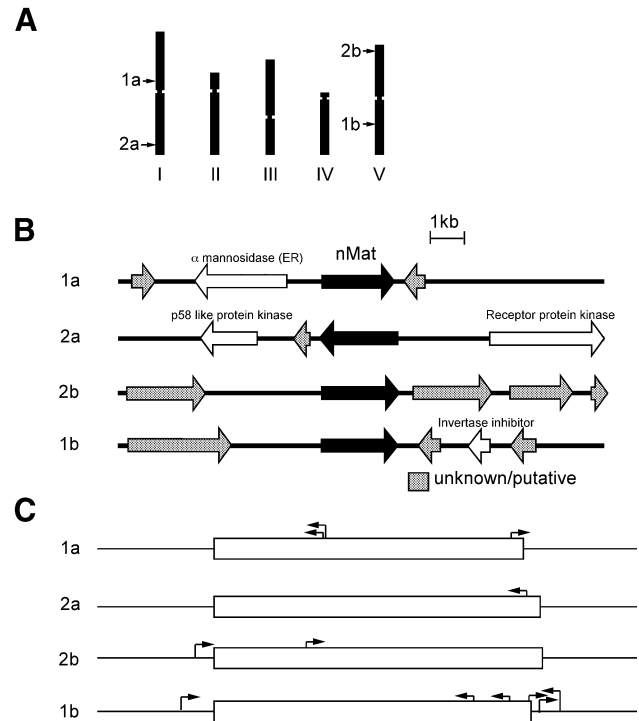 A
1a
2b
2a
1b
I II III IV V
B
1kb
α mannosidase (ER)
nMat
1a
p58 like protein kinase
Receptor protein kinase
2a
2b
Invertase inhibitor
1b
unknown/putative
C
1a
2a
2b
1b